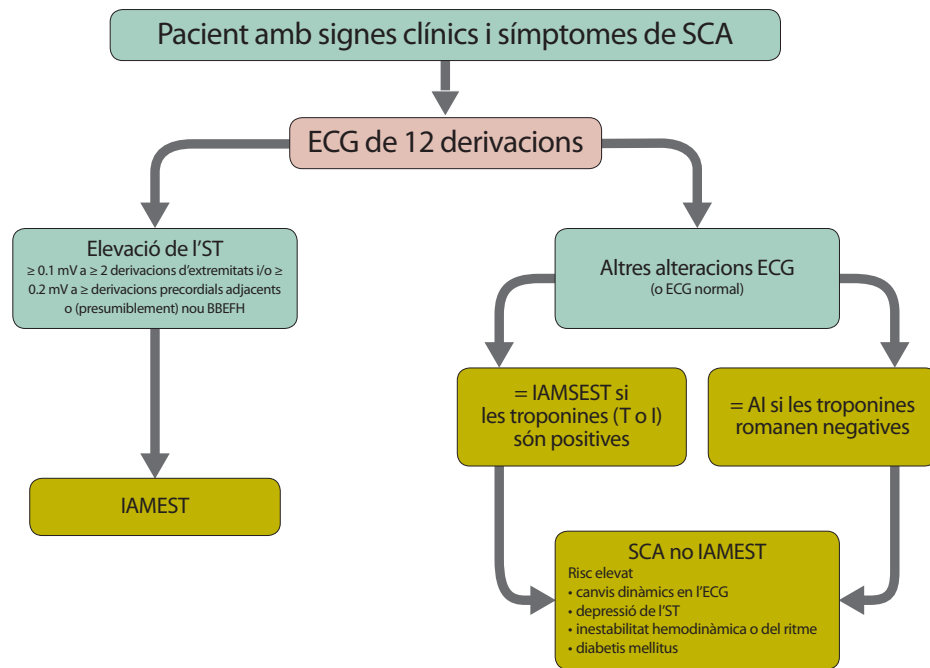 Pacient amb signes clínics i símptomes de SCA
ECG de 12 derivacions
Elevació de l'ST
≥ 0.1 mV a ≥ 2 derivacions d'extremitats i/o ≥
0.2 mV a ≥ derivacions precordials adjacents
o (presumiblement) nou BBEFH
Altres alteracions ECG
(o ECG normal)
= IAMSEST si
les troponines (T o I)
són positives
= AI si les troponines
romanen negatives
IAMEST
SCA no IAMEST
Risc elevat
• canvis dinàmics en l'ECG
• depressió de l'ST
• inestabilitat hemodinàmica o del ritme
• diabetis mellitus